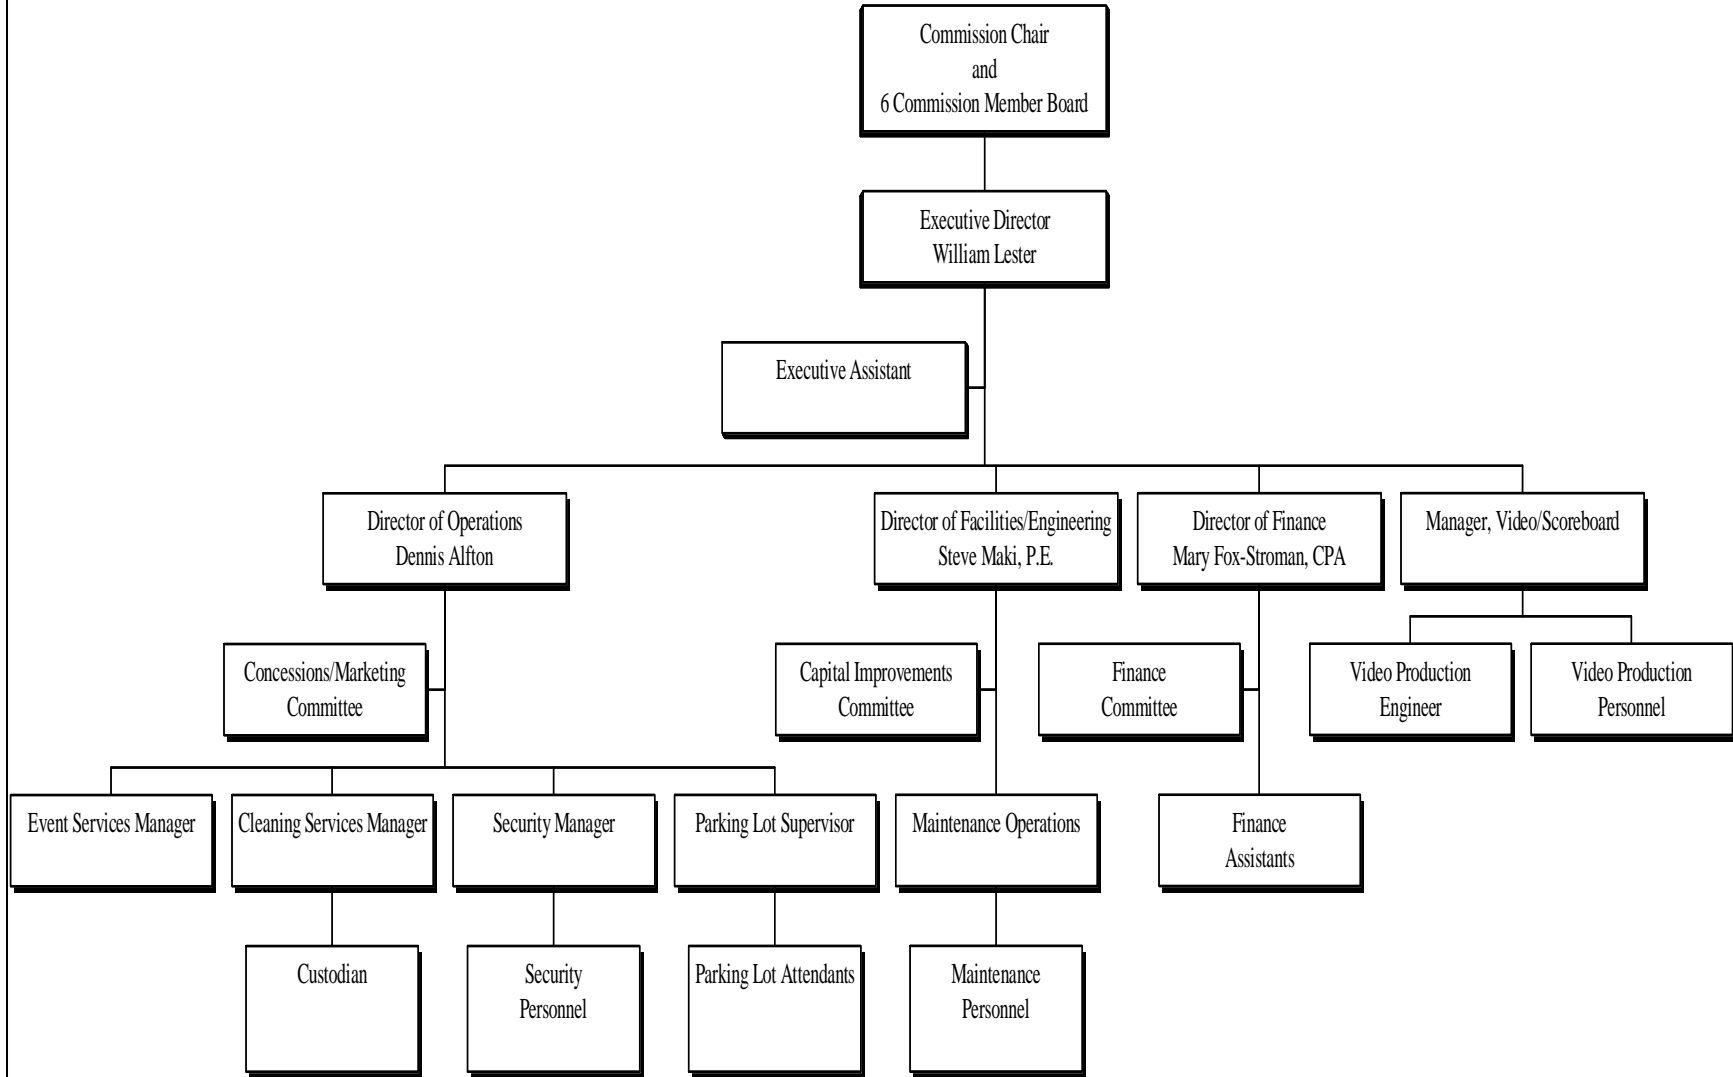 Commission Chair
and
6 Commission Member Board
Executive Director
William Lester
Executive Assistant
Director of Operations
Dennis Alfton
Director of Facilities/Engineering
Steve Maki, P.E.
Director of Finance
Mary Fox-Stroman, CPA
Manager, Video/Scoreboard
Concessions/Marketing
Committee
Capital Improvements
Committee
Finance
Committee
Video Production
Engineer
Video Production
Personnel
Event Services Manager
Cleaning Services Manager
Security Manager
Parking Lot Supervisor
Maintenance Operations
Finance
Assistants
Custodian
Security
Personnel
Parking Lot Attendants
Maintenance
Personnel